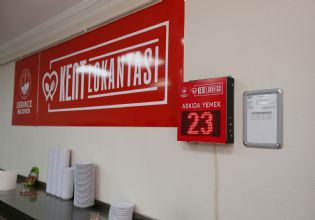 KENT LOKANTASI
DERİNCE
BELEDİYESİ
KENT LOKANTASI
ASKIDA YEMEK
23